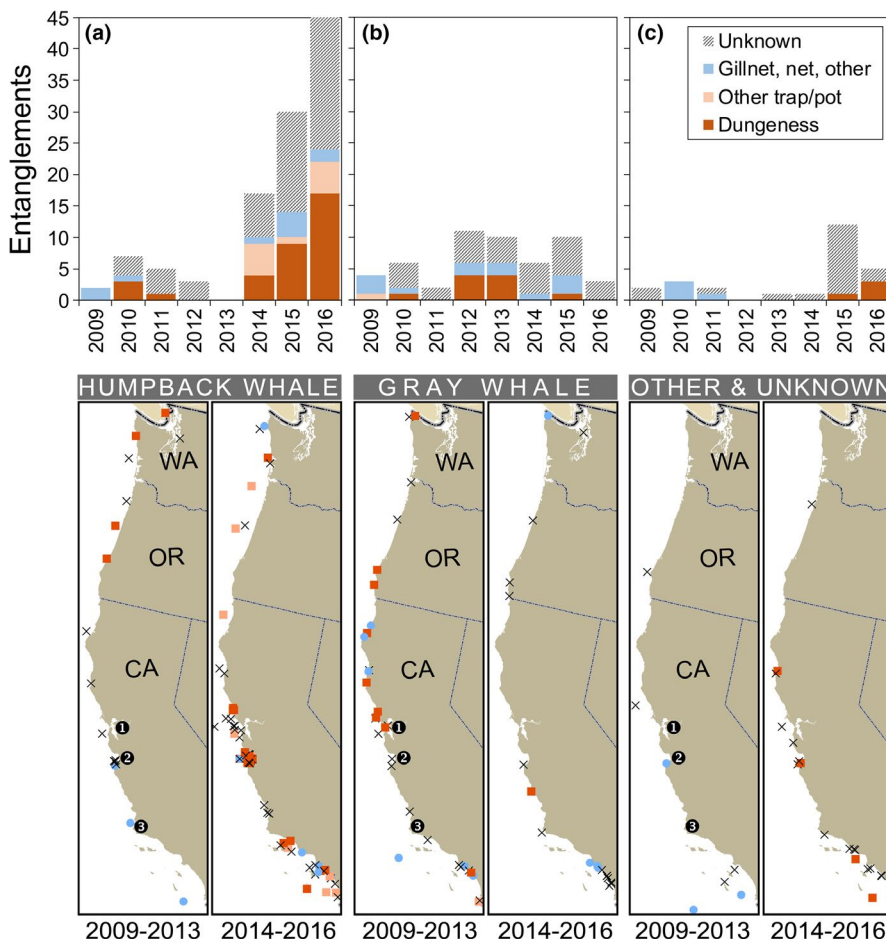 (a)
(b)
(c)
Unknown
Gillnet, net, other
Other trap/pot
Dungeness
Entanglements
45
40
35
30
25
20
15
10
5
0
2009 2010 2011 2012 2013 2014 2015 2016
2009 2010 2011 2012 2013 2014 2015 2016
2009 2010 2011 2012 2013 2014 2015 2016
HUMPBACK WHALE
GRAY WHALE
OTHER & UNKNOWN
WA
OR
CA
1
2
3
WA
OR
CA
1
2
3
WA
OR
CA
1
2
3
2009-2013
2014-2016
2009-2013
2014-2016
2009-2013
2014-2016